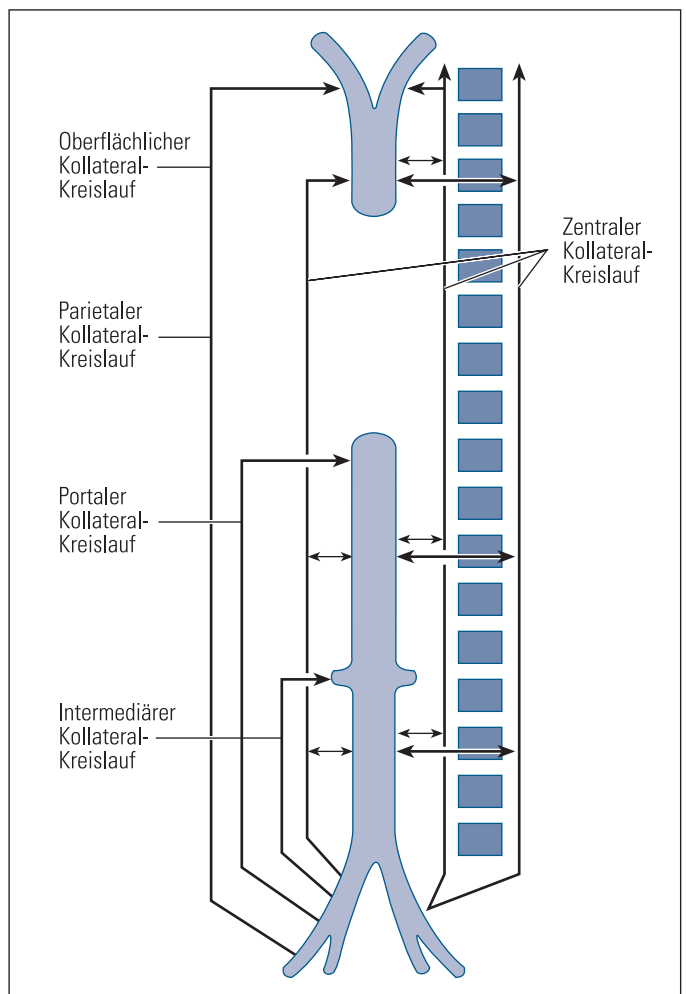 Oberflächlicher
Kollateral-
Kreislauf
Zentraler
Kollateral-
Kreislauf
Parietaler
Kollateral-
Kreislauf
Portaler
Kollateral-
Kreislauf
Intermediärer
Kollateral-
Kreislauf